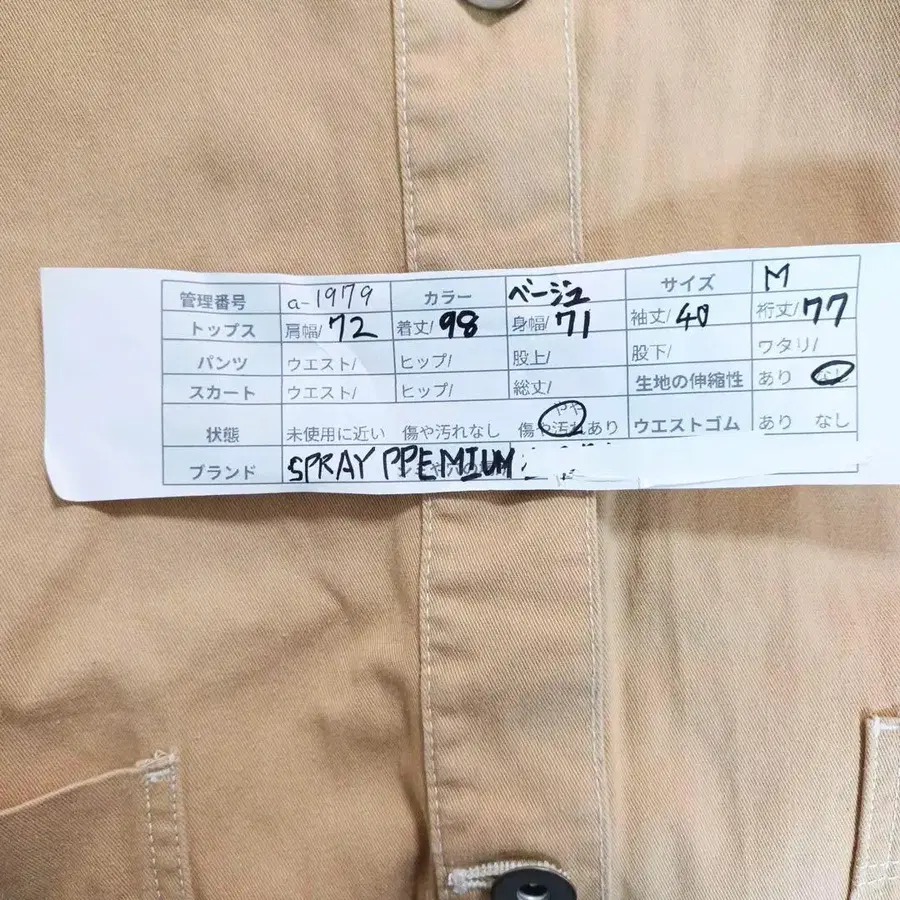 管理番号 a-1979 カラー ベージュ サイズ M
トップス 肩幅/72 着丈/98 身幅/71 袖丈/40 裄丈/77
パンツ ウエスト/ ヒップ/ 股上/ 股下/ ワタリ/
スカート ウエスト/ ヒップ/ 総丈/ 生地の伸縮性 あり なし
やや
状態 未使用に近い 傷や汚れなし 傷や汚れあり ウエストゴム あり なし
ブランド SPRAY PPEMIUM